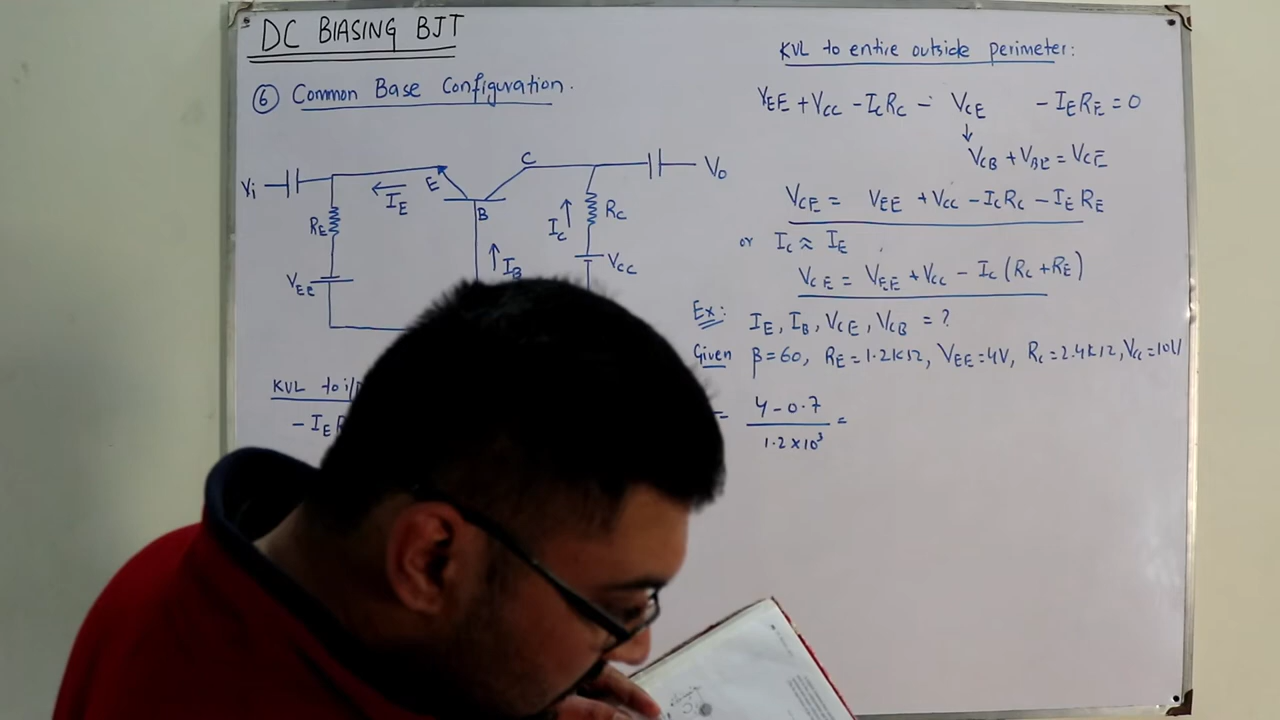 DC BIASING BJT
⑥ Common Base Configuration.
Vi
E
C
Vo
IE
B
RE
IC
RC
IB
VCC
VEE
KVL to i/p
- IE R
KVL to entire outside perimeter:
VEE + VCC - ICRC - VCE - IERE = 0
↓
VCB + VBE = VCE
VCE = VEE + VCC - ICRC - IERE
or IC ≈ IE
VCE = VEE + VCC - IC (RC + RE)
Ex: IE, IB, VCE, VCB = ?
Given β=60, RE=1.2kΩ, VEE=4V, RC=2.4kΩ, VCC=10V
= 4 - 0.7 / 1.2×10³ =